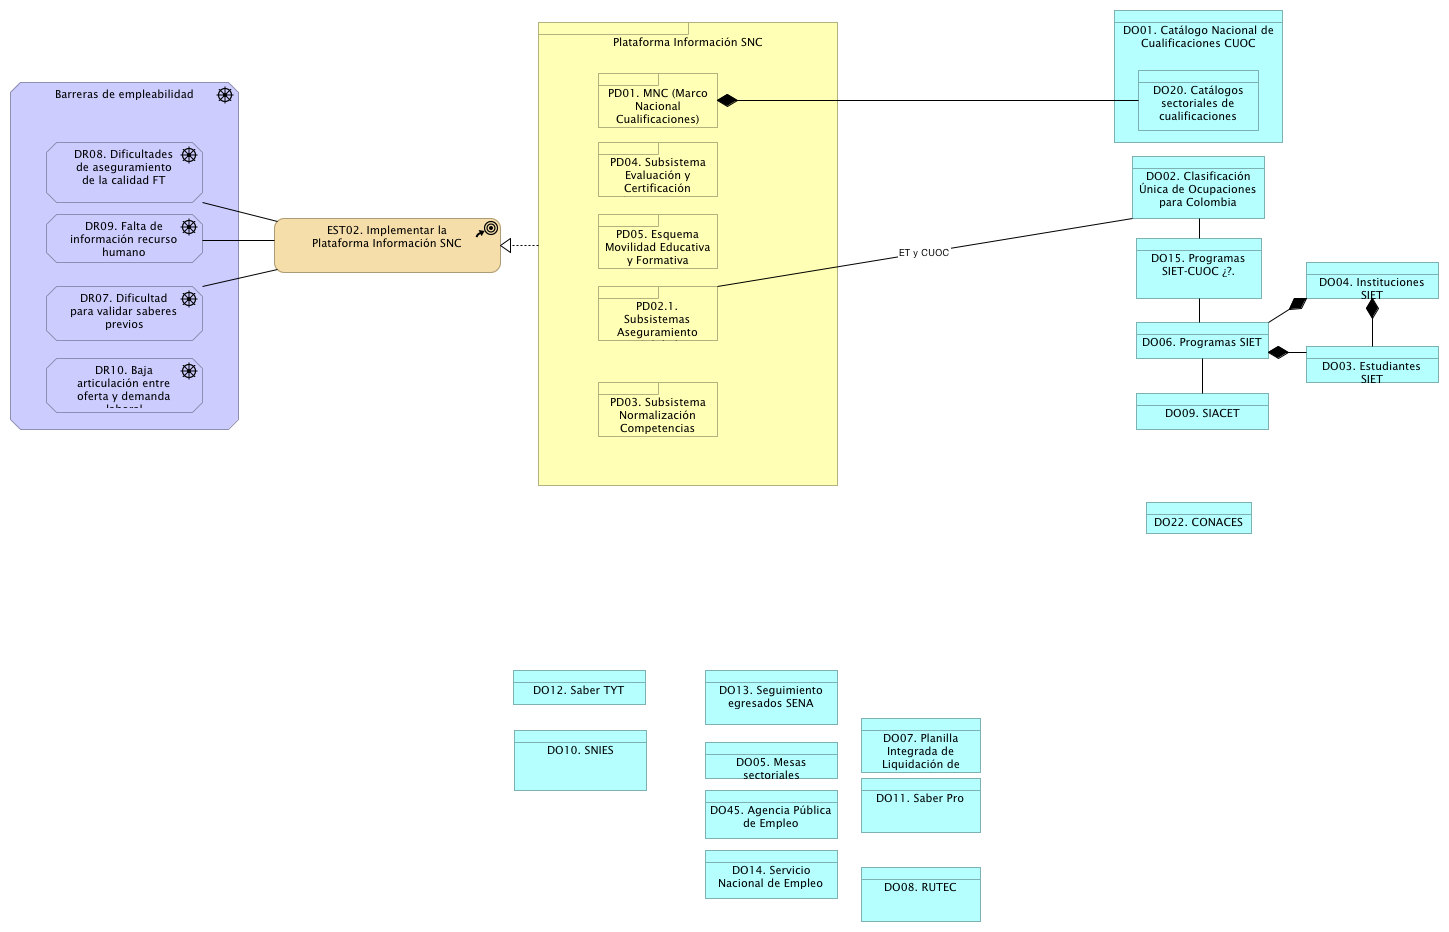 Barreras de empleabilidad
DR08. Dificultades
de aseguramiento
de la calidad FT
DR09. Falta de
información recurso
humano
DR07. Dificultad
para validar saberes
previos
DR10. Baja
articulación entre
oferta y demanda
EST02. Implementar la
Plataforma Información SNC
Plataforma Información SNC
PD01. MNC (Marco
Nacional
Cualificaciones)
PD04. Subsistema
Evaluación y
Certificación
PD05. Esquema
Movilidad Educativa
y Formativa
PD02.1.
Subsistemas
Aseguramiento
PD03. Subsistema
Normalización
Competencias
ET y CUOC
DO01. Catálogo Nacional de
Cualificaciones CUOC
DO20. Catálogos
sectoriales de
cualificaciones
DO02. Clasificación
Única de Ocupaciones
para Colombia
DO15. Programas
SIET-CUOC ¿?.
DO04. Instituciones
SIET
DO06. Programas SIET
DO03. Estudiantes
SIET
DO09. SIACET
DO22. CONACES
DO12. Saber TYT
DO10. SNIES
DO13. Seguimiento
egresados SENA
DO05. Mesas
sectoriales
DO45. Agencia Pública
de Empleo
DO14. Servicio
Nacional de Empleo
DO07. Planilla
Integrada de
Liquidación de
DO11. Saber Pro
DO08. RUTEC